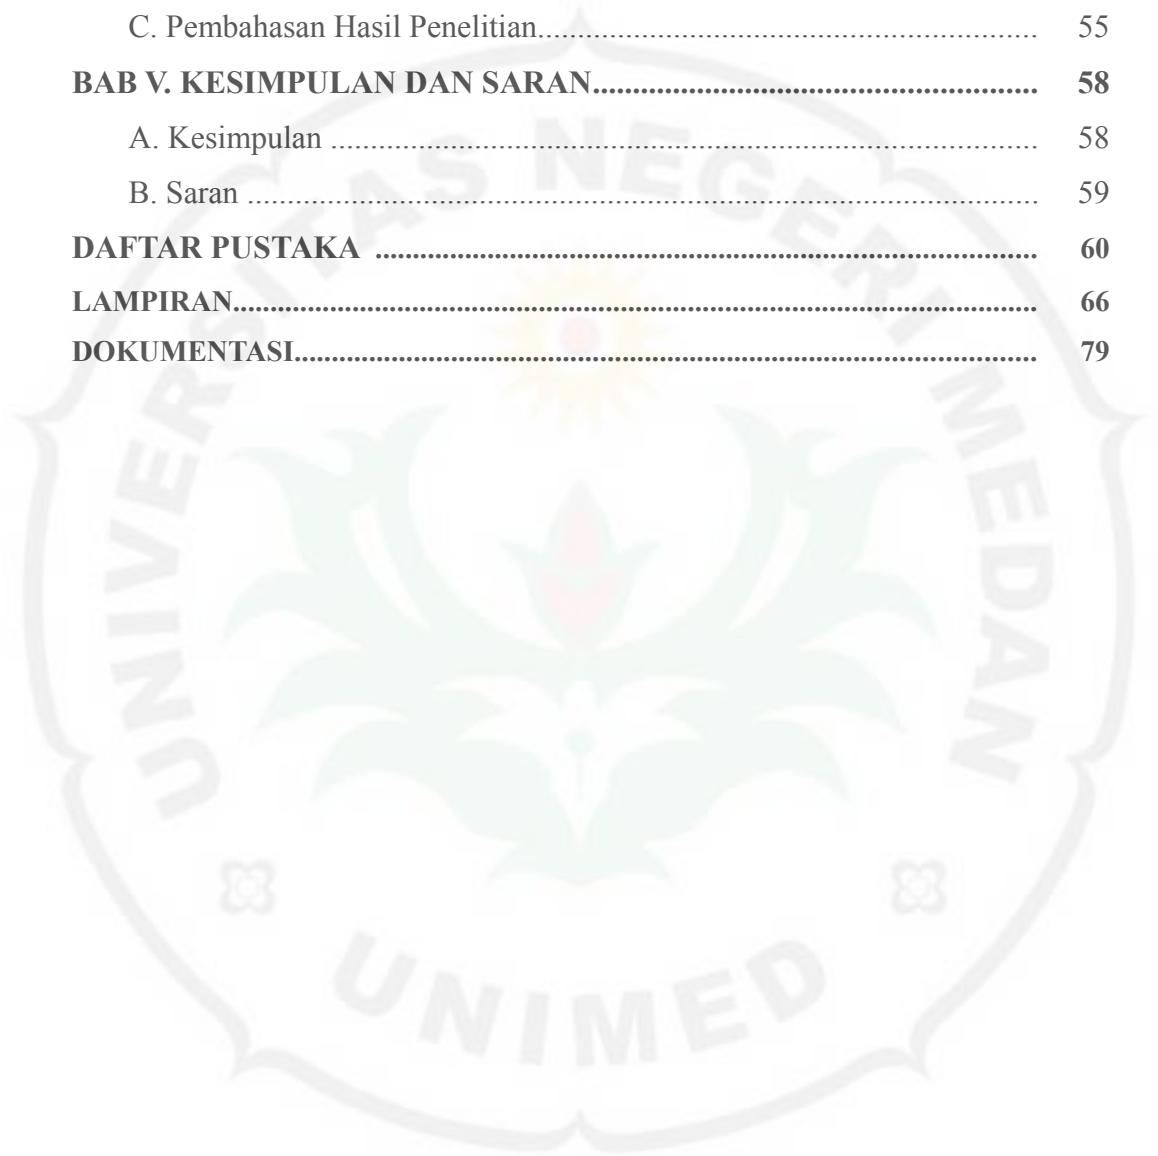 C. Pembahasan Hasil Penelitian.............................................................. 55
BAB V. KESIMPULAN DAN SARAN....................................................... 58
A. Kesimpulan ......................................................................................... 58
B. Saran ................................................................................................... 59
DAFTAR PUSTAKA .................................................................................. 60
LAMPIRAN.................................................................................................... 66
DOKUMENTASI............................................................................................ 79
UNIVERSITAS NEGERI MEDAN
UNIMED